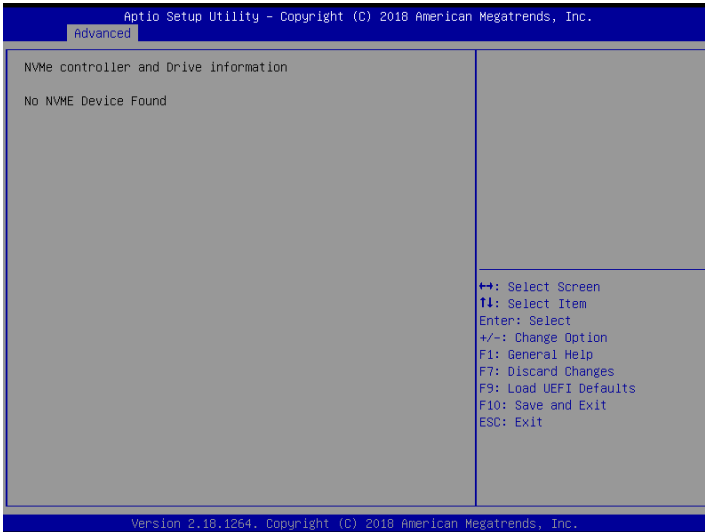 Aptio Setup Utility – Copyright (C) 2018 American Megatrends, Inc.
Advanced
NVMe controller and Drive information
No NVME Device Found
↔: Select Screen
↑↓: Select Item
Enter: Select
+/-: Change Option
F1: General Help
F7: Discard Changes
F9: Load UEFI Defaults
F10: Save and Exit
ESC: Exit
Version 2.18.1264. Copyright (C) 2018 American Megatrends, Inc.